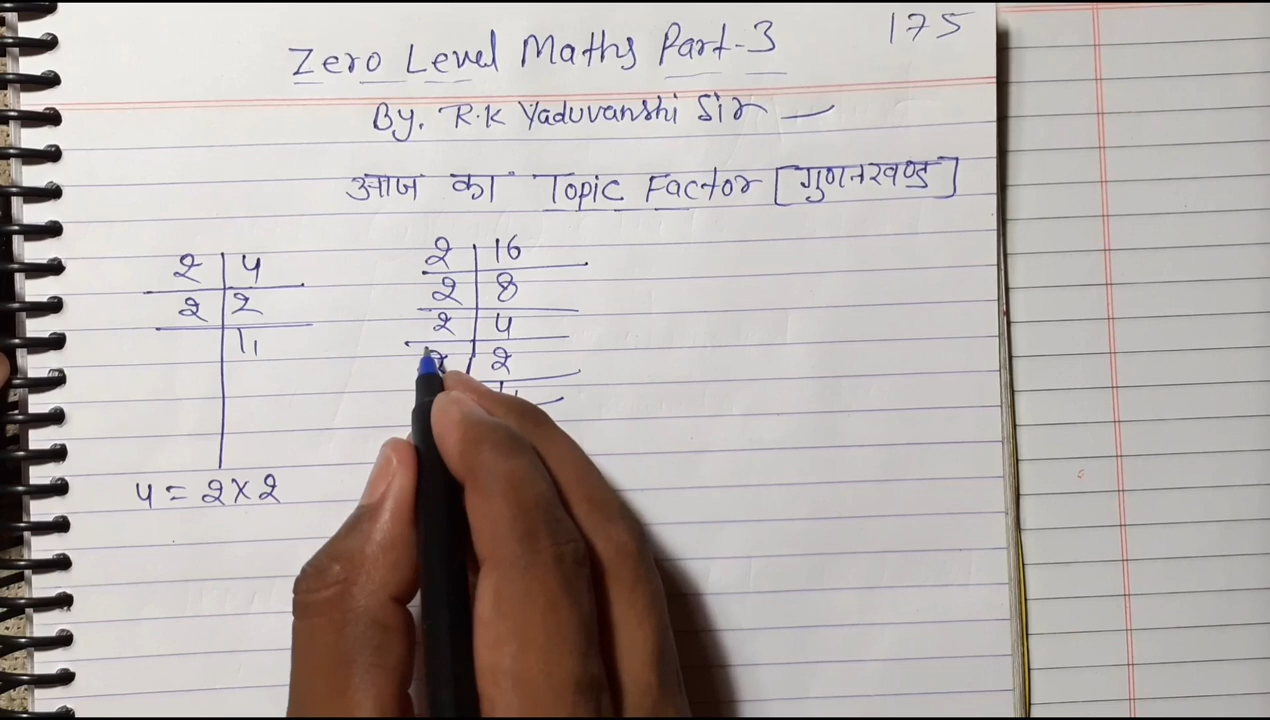 175
Zero Level Maths Part-3
By. R.K Yaduvanshi Sir —
आज का Topic Factor [गुणनखण्ड]
2 | 4
2 | 2
1
4 = 2 × 2
2 | 16
2 | 8
2 | 4
2 | 2